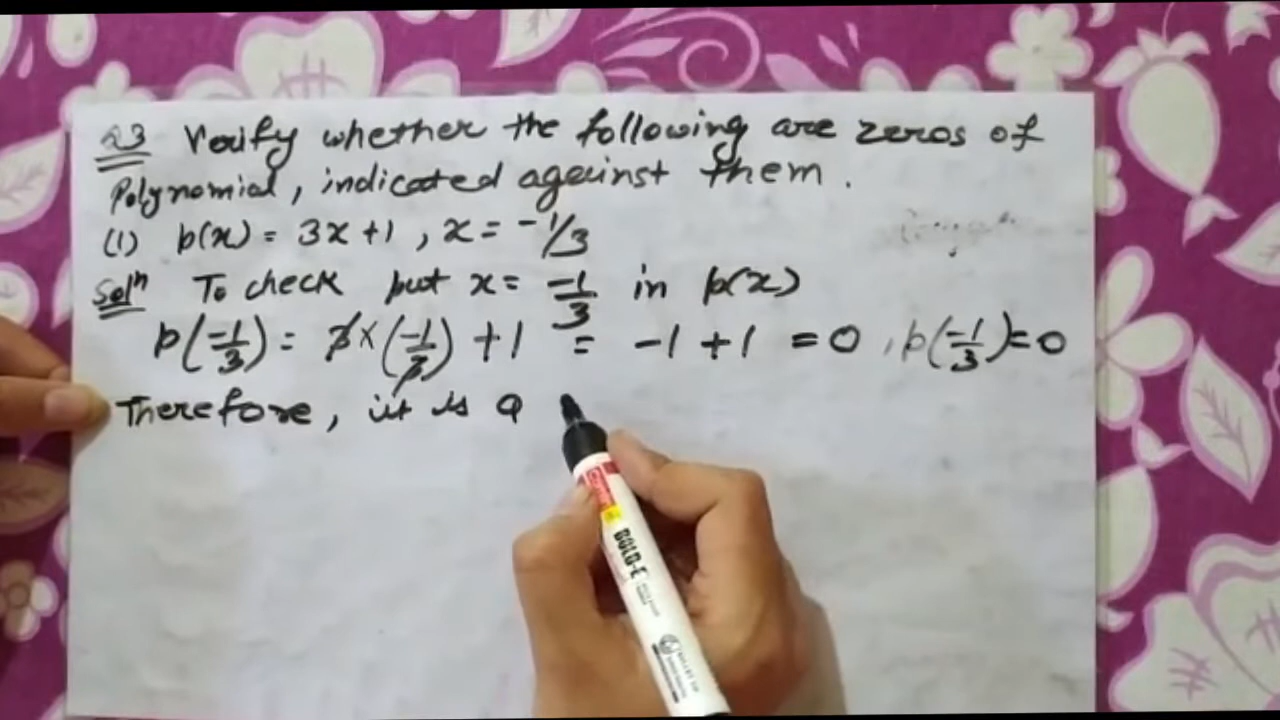 Q3 Verify whether the following are zeros of
Polynomial, indicated against them.
(1) p(x) = 3x+1, x = -1/3
Solⁿ To check put x = -1/3 in p(x)
p(-1/3) = 3×(-1/3) +1 = -1 +1 = 0, p(-1/3) = 0
Therefore, it is a
BOLD-E